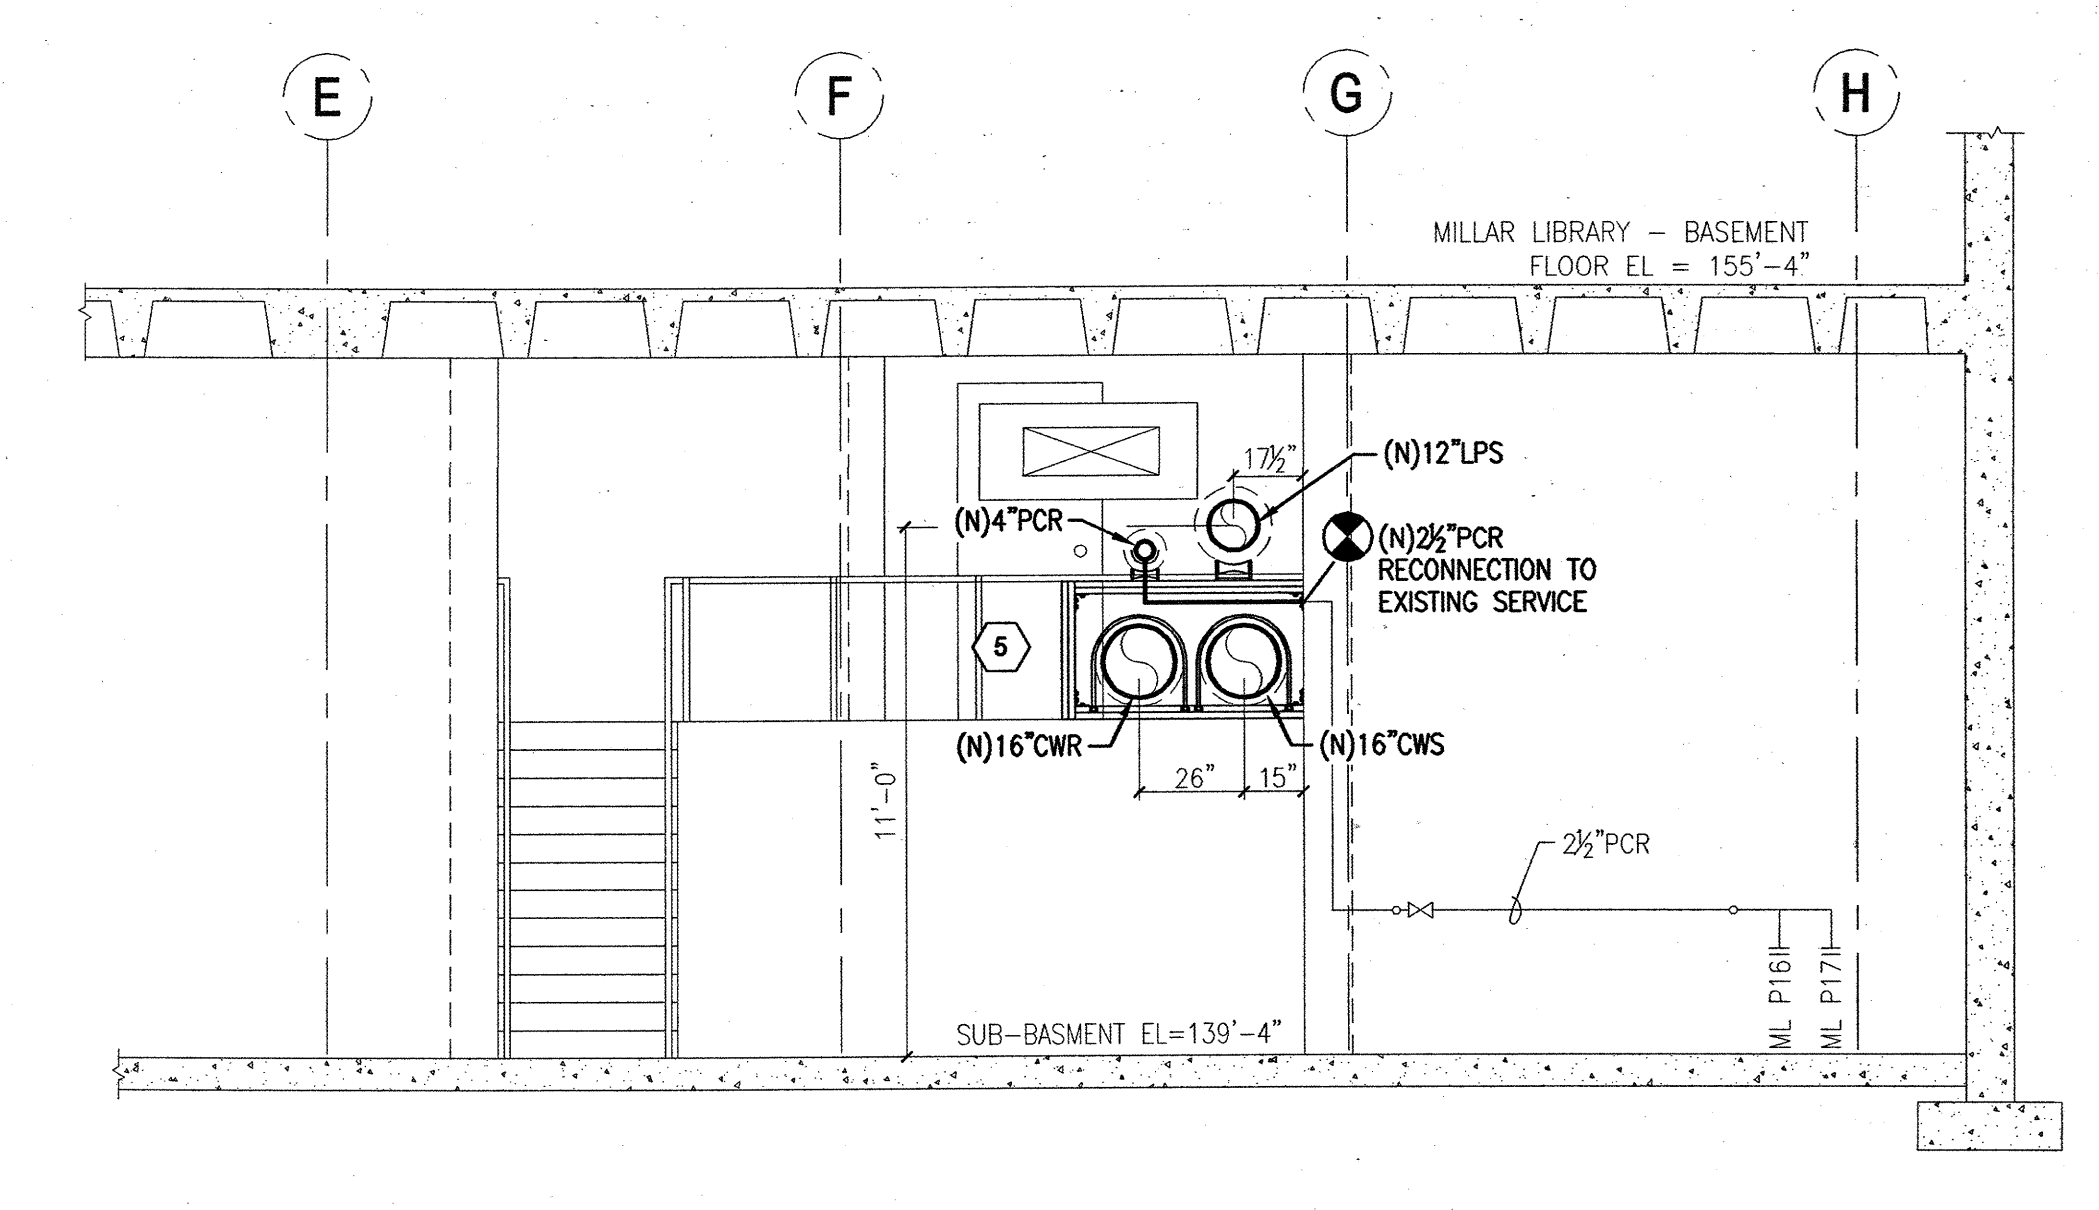 E
F
G
H
MILLAR LIBRARY - BASEMENT
FLOOR EL = 155'-4"
17½"
(N)12"LPS
(N)4"PCR
(N)2½"PCR
RECONNECTION TO
EXISTING SERVICE
5
(N)16"CWR
(N)16"CWS
26"
15"
11'-0"
2½"PCR
ML P16
ML P17
SUB-BASMENT EL=139'-4"